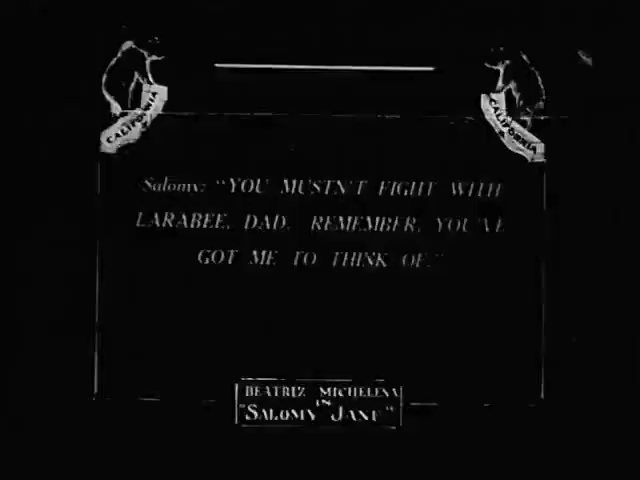 CALIFORNIA
CALIFORNIA
Salomy: "YOU MUSTN'T FIGHT WITH
LARABEE, DAD. REMEMBER, YOU'VE
GOT ME TO THINK OF."
BEATRIZ MICHELENA
IN
"SALOMY JANE"